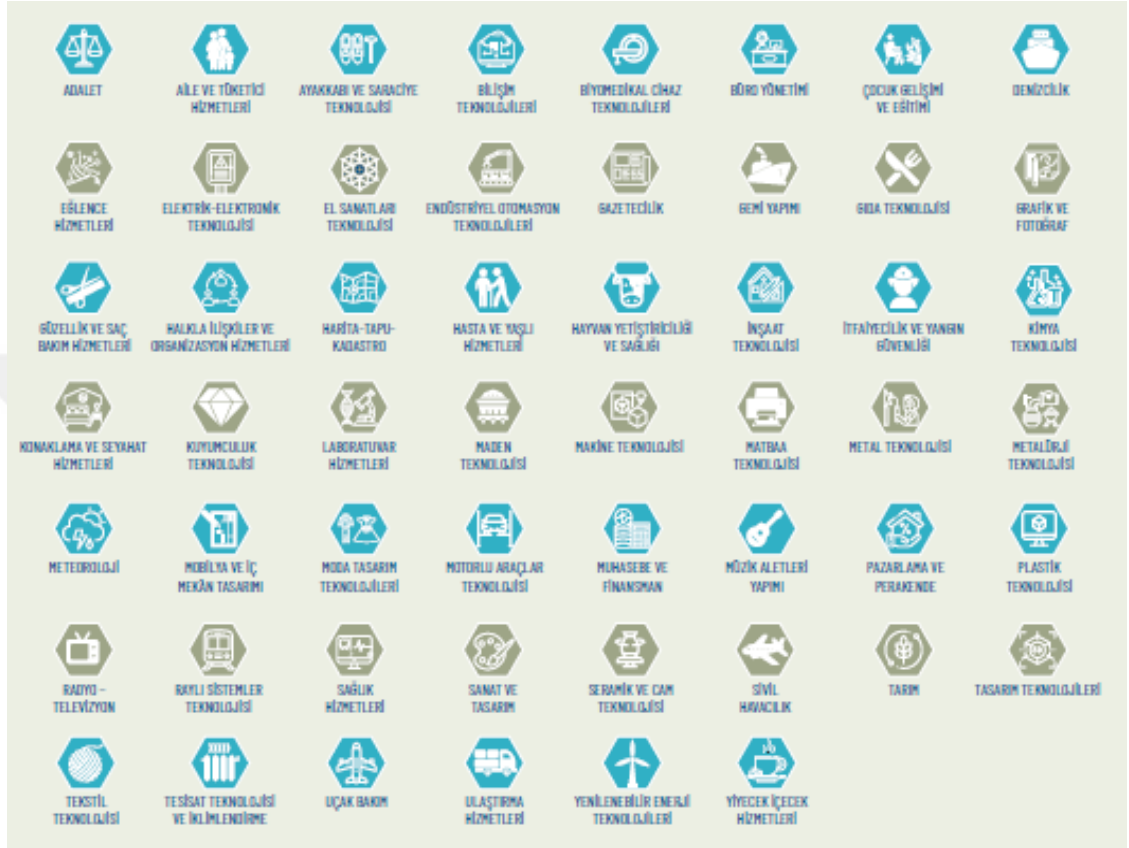 ADALET
AİLE VE TÜKETİCİ
HİZMETLERİ
AYAKKABI VE SARACİYE
TEKNOLOJİSİ
BİLİŞİM
TEKNOLOJİLERİ
BİYOMEDİKAL CİHAZ
TEKNOLOJİLERİ
BÜRO YÖNETİMİ
ÇOCUK GELİŞİMİ
VE EĞİTİMİ
DENİZCİLİK
EĞLENCE
HİZMETLERİ
ELEKTRİK-ELEKTRONİK
TEKNOLOJİSİ
EL SANATLARI
TEKNOLOJİSİ
ENDÜSTRİYEL OTOMASYON
TEKNOLOJİLERİ
GAZETECİLİK
GEMİ YAPIMI
GIDA TEKNOLOJİSİ
GRAFİK VE
FOTOĞRAF
GÜZELLİK VE SAÇ
BAKIM HİZMETLERİ
HALKLA İLİŞKİLER VE
ORGANİZASYON HİZMETLERİ
HARİTA-TAPU-
KADASTRO
HASTA VE YAŞLI
HİZMETLERİ
HAYVAN YETİŞTİRİCİLİĞİ
VE SAĞLIĞI
İNŞAAT
TEKNOLOJİSİ
İTFAİYECİLİK VE YANGIN
GÜVENLİĞİ
KİMYA
TEKNOLOJİSİ
KONAKLAMA VE SEYAHAT
HİZMETLERİ
KUYUMCULUK
TEKNOLOJİSİ
LABORATUVAR
HİZMETLERİ
MADEN
TEKNOLOJİSİ
MAKİNE TEKNOLOJİSİ
MATBAA
TEKNOLOJİSİ
METAL TEKNOLOJİSİ
METALÜRJİ
TEKNOLOJİSİ
METEOROLOJİ
MOBİLYA VE İÇ
MEKÂN TASARIMI
MODA TASARIM
TEKNOLOJİLERİ
MOTORLU ARAÇLAR
TEKNOLOJİSİ
MUHASEBE VE
FİNANSMAN
MÜZİK ALETLERİ
YAPIMI
PAZARLAMA VE
PERAKENDE
PLASTİK
TEKNOLOJİSİ
RADYO –
TELEVİZYON
RAYLI SİSTEMLER
TEKNOLOJİSİ
SAĞLIK
HİZMETLERİ
SANAT VE
TASARIM
SERAMİK VE CAM
TEKNOLOJİSİ
SİVİL
HAVACILIK
TARIM
TASARIM TEKNOLOJİLERİ
TEKSTİL
TEKNOLOJİSİ
TESİSAT TEKNOLOJİSİ
VE İKLİMLENDİRME
UÇAK BAKIM
ULAŞTIRMA
HİZMETLERİ
YENİLENEBİLİR ENERJİ
TEKNOLOJİLERİ
YİYECEK İÇECEK
HİZMETLERİ